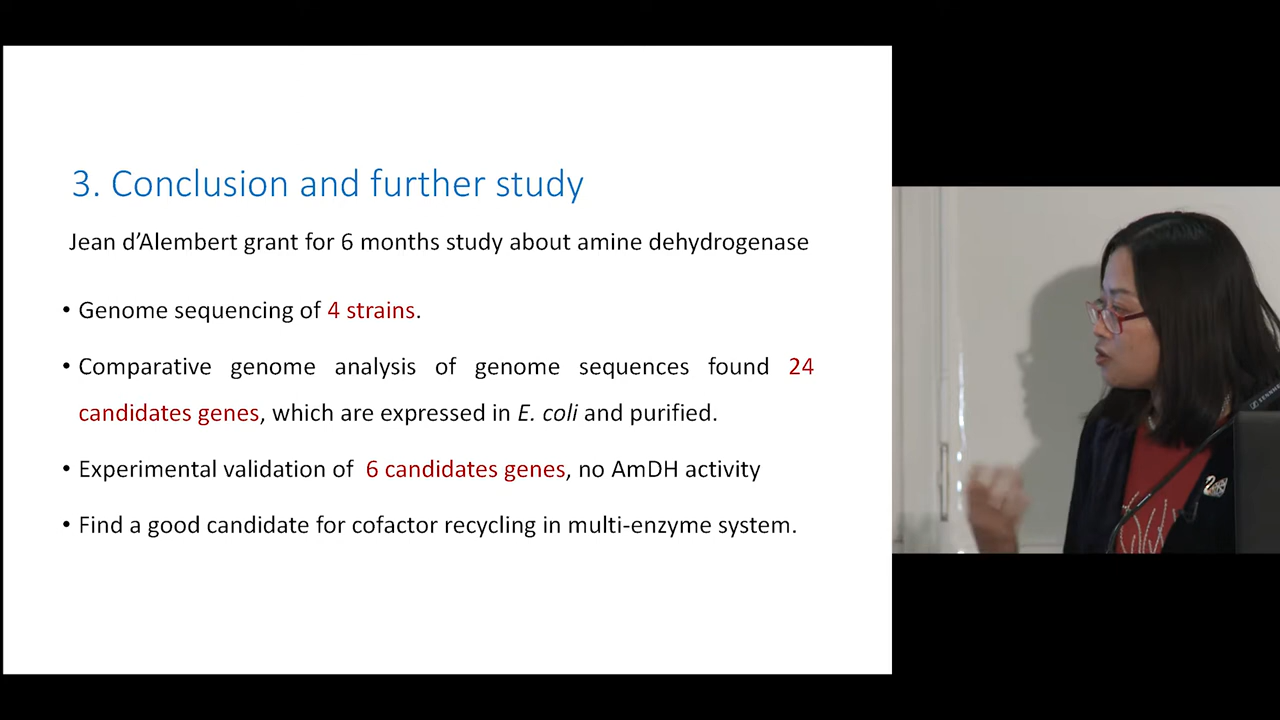 3. Conclusion and further study
Jean d’Alembert grant for 6 months study about amine dehydrogenase
• Genome sequencing of 4 strains.
• Comparative genome analysis of genome sequences found 24
candidates genes, which are expressed in E. coli and purified.
• Experimental validation of 6 candidates genes, no AmDH activity
• Find a good candidate for cofactor recycling in multi-enzyme system.